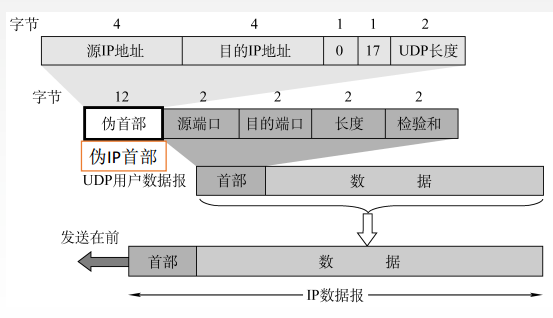 字节 4 4 1 1 2
源IP地址 目的IP地址 0 17 UDP长度
字节 12 2 2 2 2
伪首部 源端口 目的端口 长度 检验和
伪IP首部
UDP用户数据报 首部 数 据
发送在前
首部 数 据
IP数据报